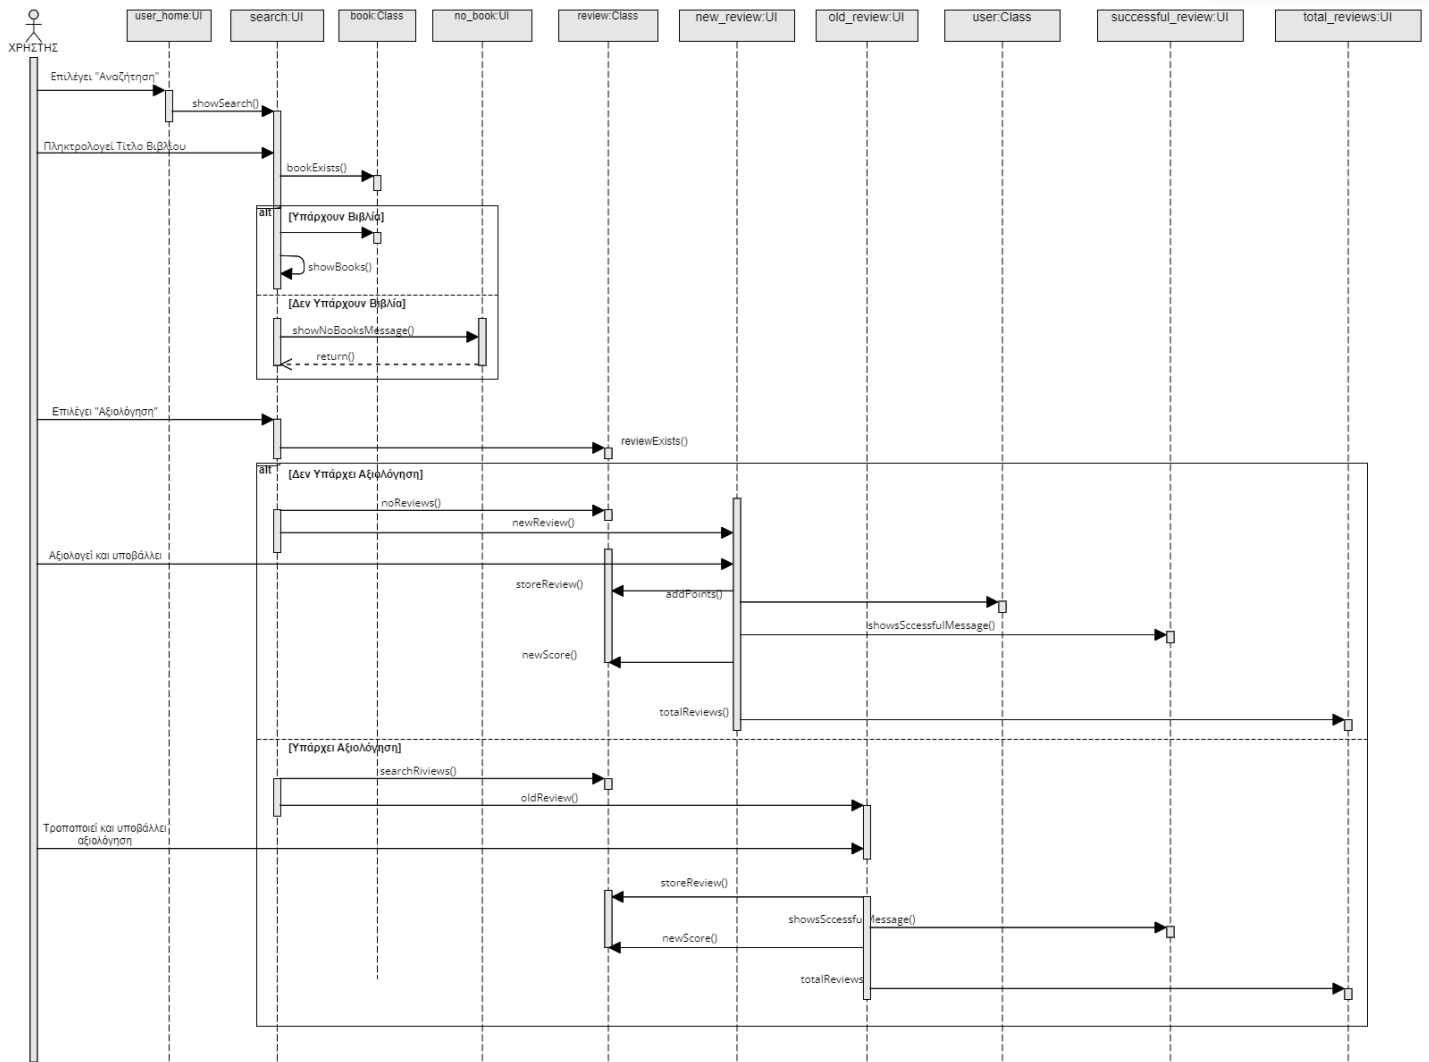 user_home:UI
search:UI
book:Class
no_book:UI
review:Class
new_review:UI
old_review:UI
user:Class
successful_review:UI
total_reviews:UI
ΧΡΗΣΤΗΣ
Επιλέγει "Αναζήτηση"
showSearch()
Πληκτρολογεί Τίτλο Βιβλίου
bookExists()
alt
[Υπάρχουν Βιβλία]
showBooks()
[Δεν Υπάρχουν Βιβλία]
showNoBooksMessage()
return()
Επιλέγει "Αξιολόγηση"
reviewExists()
alt
[Δεν Υπάρχει Αξιολόγηση]
noReviews()
newReview()
Αξιολογεί και υποβάλλει
storeReview()
addPoints()
showsSccessfulMessage()
newScore()
totalReviews()
[Υπάρχει Αξιολόγηση]
searchRiviews()
oldReview()
Τροποποιεί και υποβάλλει
αξιολόγηση
storeReview()
showsSccessfulMessage()
newScore()
totalReviews